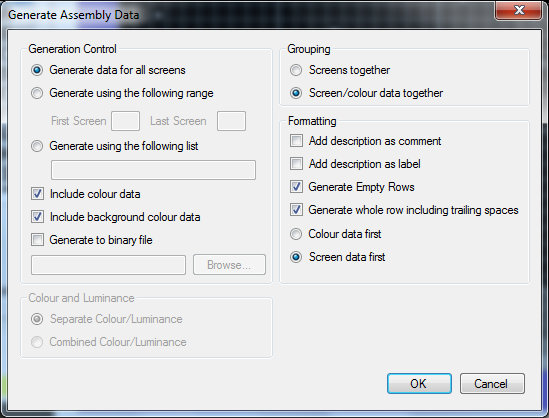 Generate Assembly Data
Generation Control
Generate data for all screens
Generate using the following range
First Screen Last Screen
Generate using the following list
Include colour data
Include background colour data
Generate to binary file
Browse...
Colour and Luminance
Separate Colour/Luminance
Combined Colour/Luminance
Grouping
Screens together
Screen/colour data together
Formatting
Add description as comment
Add description as label
Generate Empty Rows
Generate whole row including trailing spaces
Colour data first
Screen data first
OK Cancel